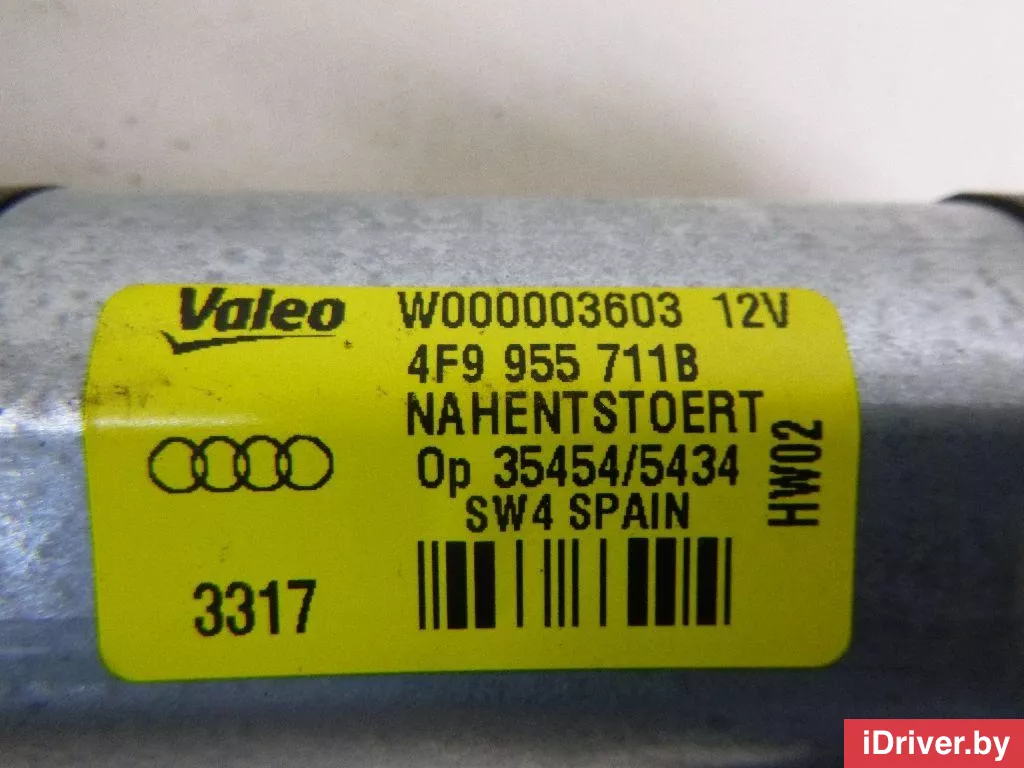 Valeo W000003603 12V
4F9 955 711B
NAHENTSTOERT
Op 35454/5434
SW4 SPAIN
HW02
3317
iDriver.by